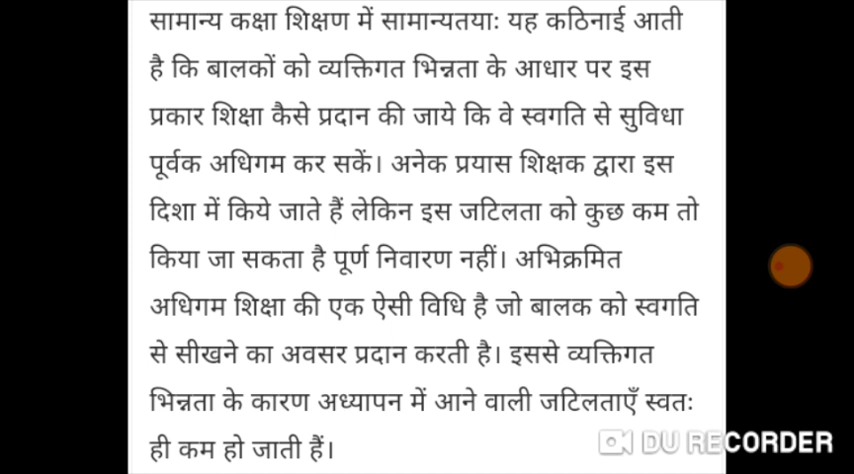 सामान्य कक्षा शिक्षण में सामान्यतयाः यह कठिनाई आती
है कि बालकों को व्यक्तिगत भिन्नता के आधार पर इस
प्रकार शिक्षा कैसे प्रदान की जाये कि वे स्वगति से सुविधा
पूर्वक अधिगम कर सकें। अनेक प्रयास शिक्षक द्वारा इस
दिशा में किये जाते हैं लेकिन इस जटिलता को कुछ कम तो
किया जा सकता है पूर्ण निवारण नहीं। अभिक्रमित
अधिगम शिक्षा की एक ऐसी विधि है जो बालक को स्वगति
से सीखने का अवसर प्रदान करती है। इससे व्यक्तिगत
भिन्नता के कारण अध्यापन में आने वाली जटिलताएँ स्वतः
ही कम हो जाती हैं।
DU RECORDER